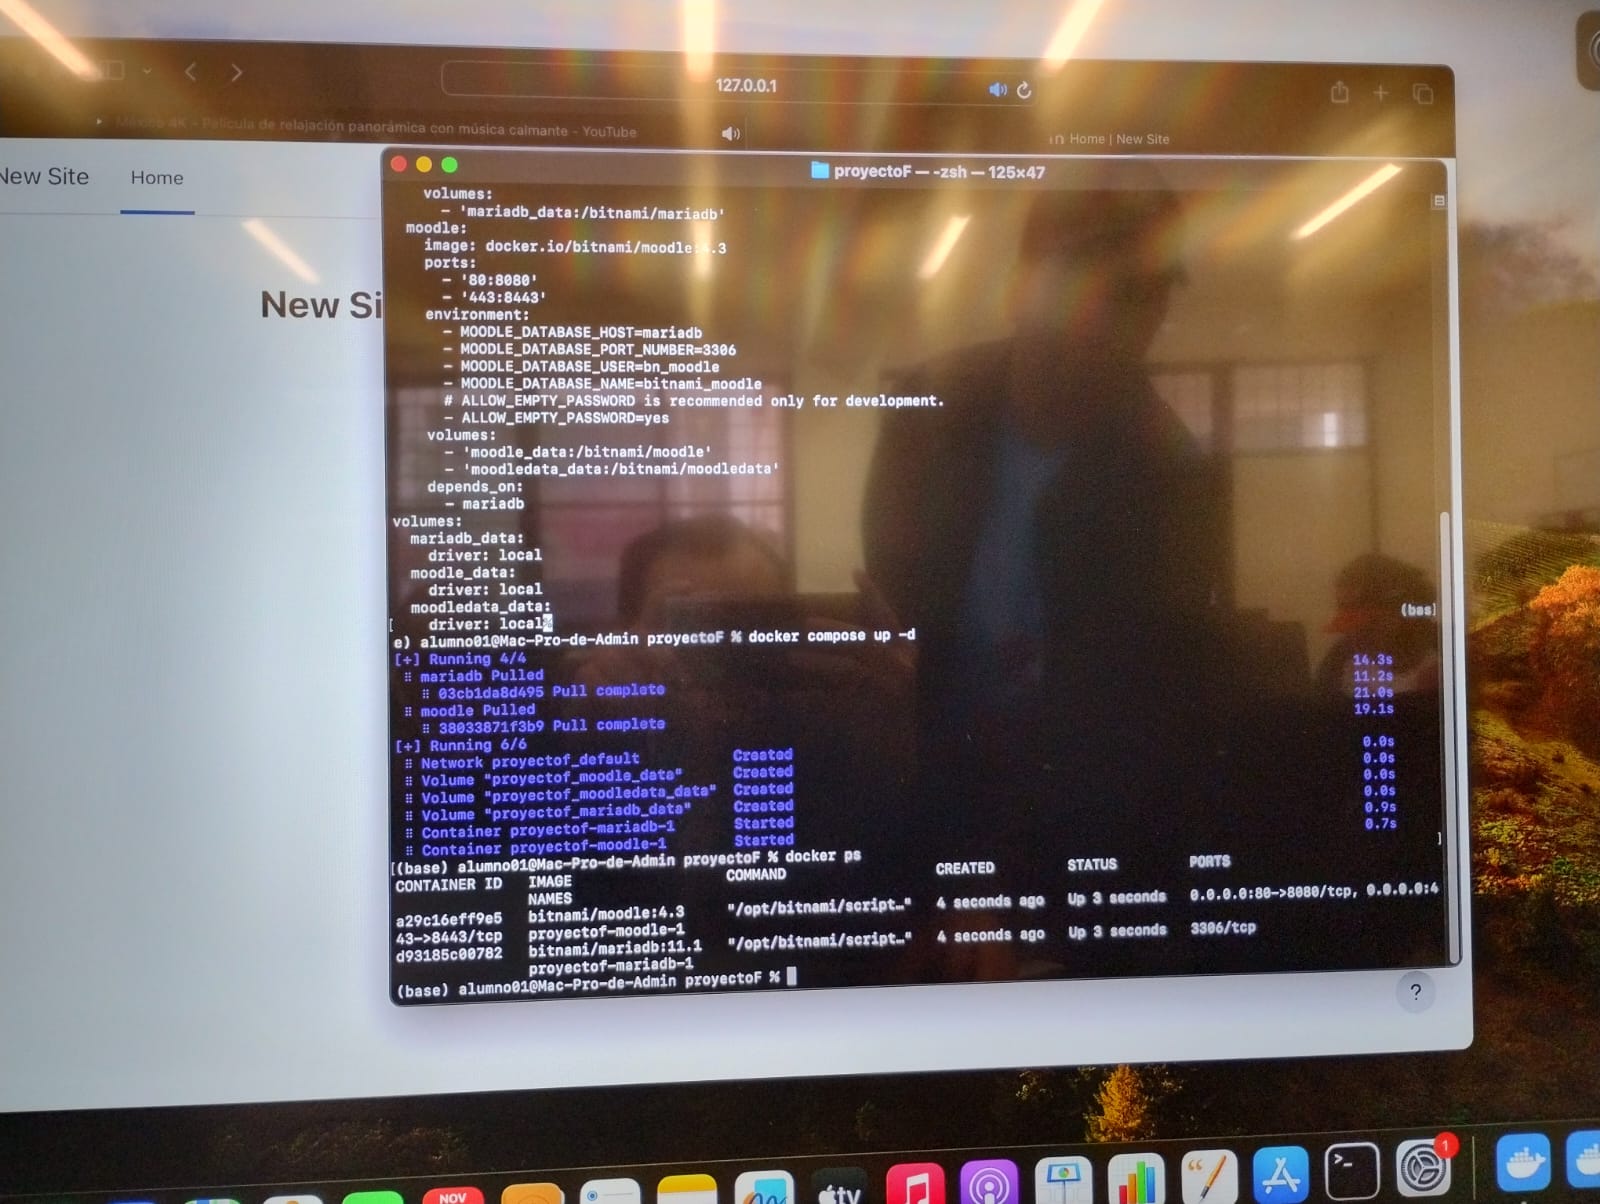 127.0.0.1
México 4K - Película de relajación panorámica con música calmante - YouTube
Home | New Site
New Site
Home
New Si
proyectoF — -zsh — 125×47
volumes:
- 'mariadb_data:/bitnami/mariadb'
moodle:
image: docker.io/bitnami/moodle:4.3
ports:
- '80:8080'
- '443:8443'
environment:
- MOODLE_DATABASE_HOST=mariadb
- MOODLE_DATABASE_PORT_NUMBER=3306
- MOODLE_DATABASE_USER=bn_moodle
- MOODLE_DATABASE_NAME=bitnami_moodle
# ALLOW_EMPTY_PASSWORD is recommended only for development.
- ALLOW_EMPTY_PASSWORD=yes
volumes:
- 'moodle_data:/bitnami/moodle'
- 'moodledata_data:/bitnami/moodledata'
depends_on:
- mariadb
volumes:
mariadb_data:
driver: local
moodle_data:
driver: local
moodledata_data:
driver: local%
(bas
e) alumno01@Mac-Pro-de-Admin proyectoF % docker compose up -d
[+] Running 4/4 14.3s
mariadb Pulled 11.2s
03cb1da8d495 Pull complete 21.0s
moodle Pulled 19.1s
38033871f3b9 Pull complete
[+] Running 6/6 0.0s
Network proyectof_default Created 0.0s
Volume "proyectof_moodle_data" Created 0.0s
Volume "proyectof_moodledata_data" Created 0.0s
Volume "proyectof_mariadb_data" Created 0.9s
Container proyectof-mariadb-1 Started 0.7s
Container proyectof-moodle-1 Started
[(base) alumno01@Mac-Pro-de-Admin proyectoF % docker ps ]
CONTAINER ID IMAGE COMMAND CREATED STATUS PORTS
NAMES
a29c16eff9e5 bitnami/moodle:4.3 "/opt/bitnami/script…" 4 seconds ago Up 3 seconds 0.0.0.0:80->8080/tcp, 0.0.0.0:4
43->8443/tcp proyectof-moodle-1
d93185c00782 bitnami/mariadb:11.1 "/opt/bitnami/script…" 4 seconds ago Up 3 seconds 3306/tcp
proyectof-mariadb-1
(base) alumno01@Mac-Pro-de-Admin proyectoF %
?
NOV
tv
1